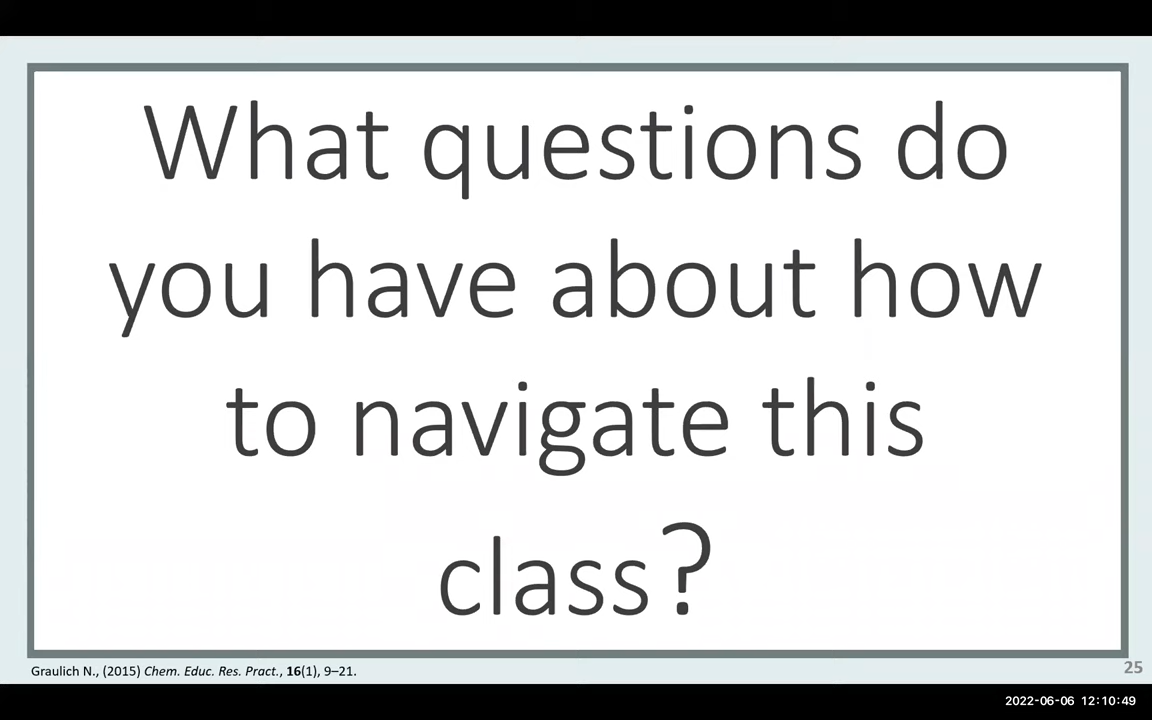 What questions do
you have about how
to navigate this
class?
Graulich N., (2015) Chem. Educ. Res. Pract., 16(1), 9–21.
25
2022-06-06 12:10:49